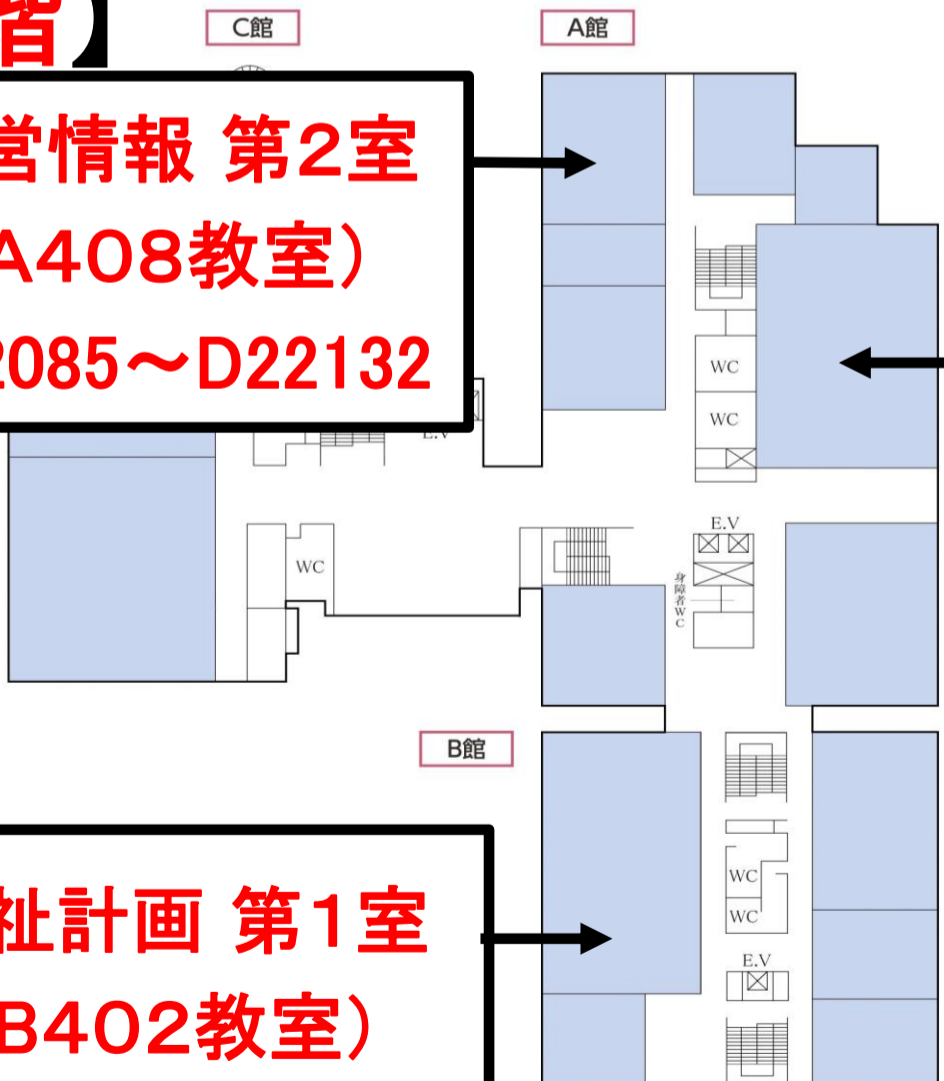 階】
C館
A館
営情報 第2室
A408教室）
2085～D22132
WC
WC
E.V
E.V
WC
身障者WC
B館
祉計画 第1室
B402教室）
WC
WC
E.V